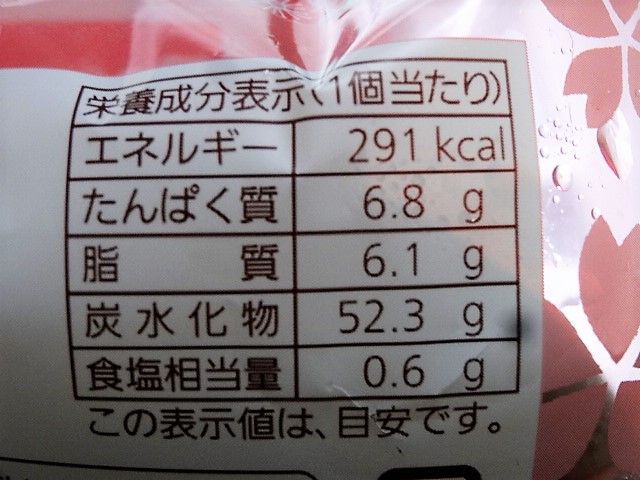 栄養成分表示(1個当たり)
エネルギー 291 kcal
たんぱく質 6.8 g
脂質 6.1 g
炭水化物 52.3 g
食塩相当量 0.6 g
この表示値は、目安です。